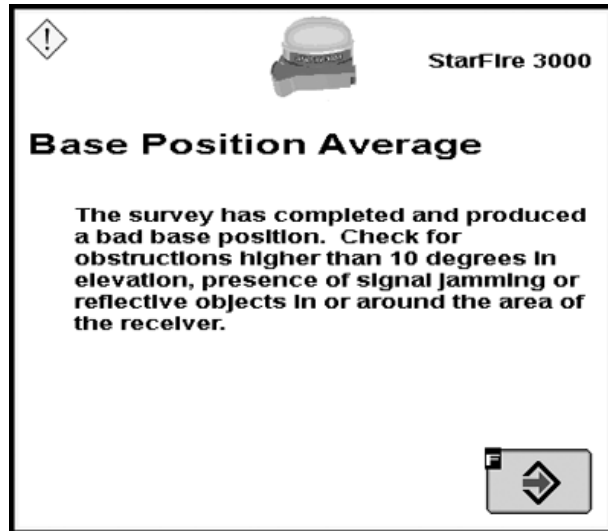 StarFire 3000
Base Position Average
The survey has completed and produced
a bad base position. Check for
obstructions higher than 10 degrees in
elevation, presence of signal jamming or
reflective objects in or around the area of
the receiver.
F